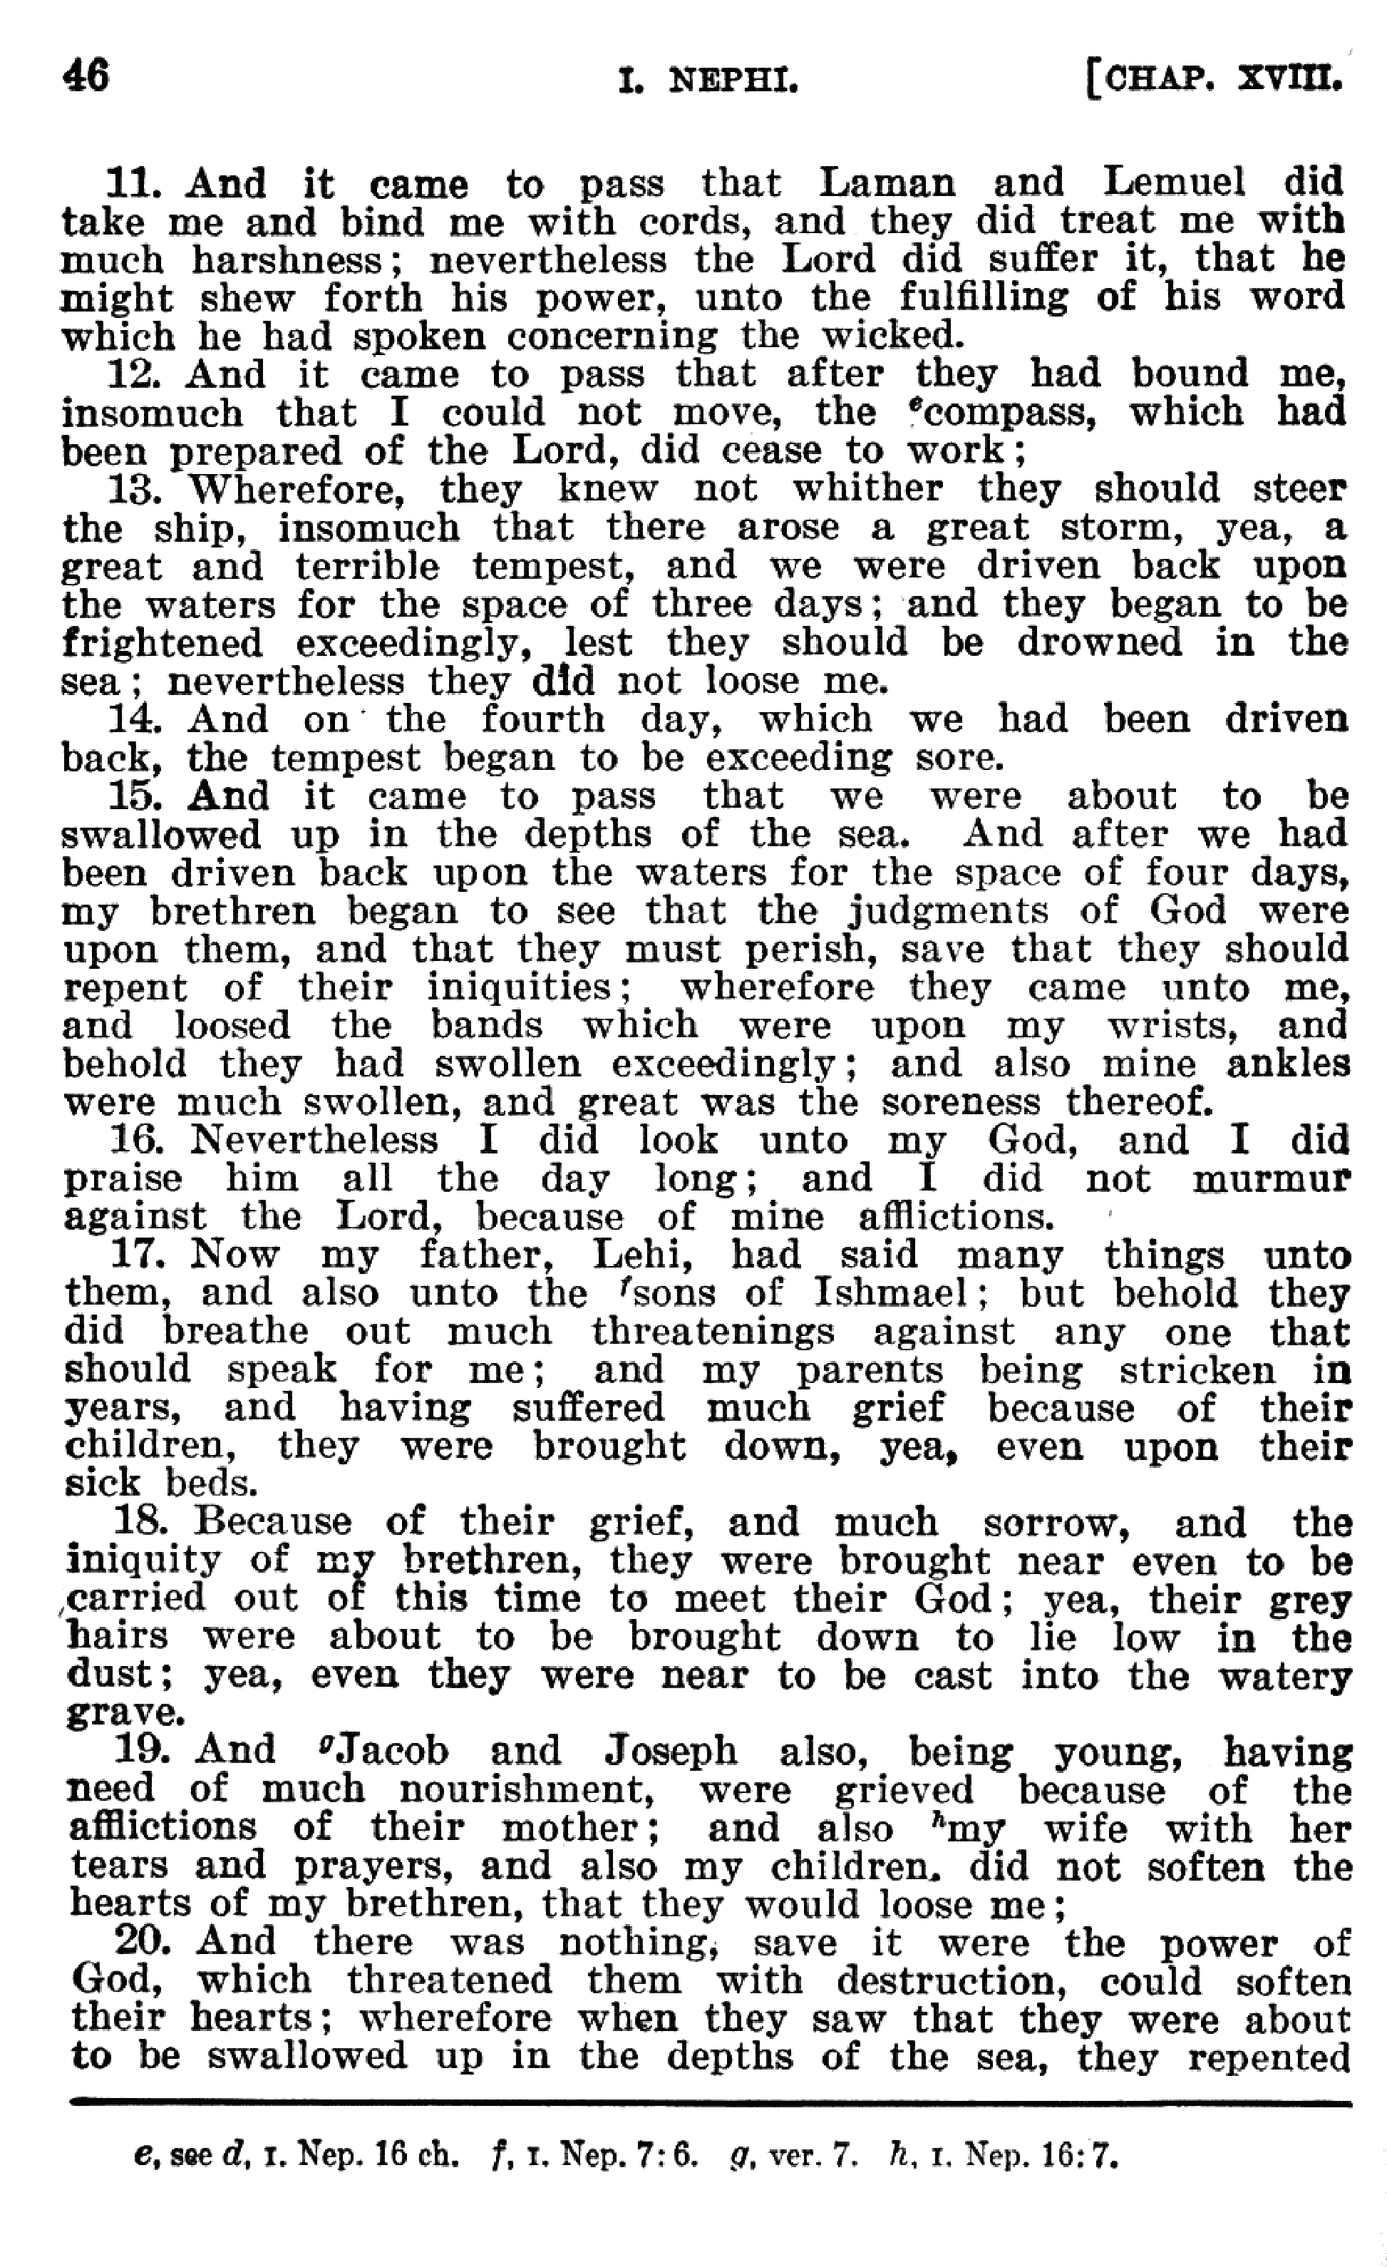 46 I. NEPHI. [CHAP. XVIII.
11. And it came to pass that Laman and Lemuel did
take me and bind me with cords, and they did treat me with
much harshness; nevertheless the Lord did suffer it, that he
might shew forth his power, unto the fulfilling of his word
which he had spoken concerning the wicked.
12. And it came to pass that after they had bound me,
insomuch that I could not move, the ᵉcompass, which had
been prepared of the Lord, did cease to work;
13. Wherefore, they knew not whither they should steer
the ship, insomuch that there arose a great storm, yea, a
great and terrible tempest, and we were driven back upon
the waters for the space of three days; and they began to be
frightened exceedingly, lest they should be drowned in the
sea; nevertheless they did not loose me.
14. And on the fourth day, which we had been driven
back, the tempest began to be exceeding sore.
15. And it came to pass that we were about to be
swallowed up in the depths of the sea. And after we had
been driven back upon the waters for the space of four days,
my brethren began to see that the judgments of God were
upon them, and that they must perish, save that they should
repent of their iniquities; wherefore they came unto me,
and loosed the bands which were upon my wrists, and
behold they had swollen exceedingly; and also mine ankles
were much swollen, and great was the soreness thereof.
16. Nevertheless I did look unto my God, and I did
praise him all the day long; and I did not murmur
against the Lord, because of mine afflictions.
17. Now my father, Lehi, had said many things unto
them, and also unto the ᶠsons of Ishmael; but behold they
did breathe out much threatenings against any one that
should speak for me; and my parents being stricken in
years, and having suffered much grief because of their
children, they were brought down, yea, even upon their
sick beds.
18. Because of their grief, and much sorrow, and the
iniquity of my brethren, they were brought near even to be
carried out of this time to meet their God; yea, their grey
hairs were about to be brought down to lie low in the
dust; yea, even they were near to be cast into the watery
grave.
19. And ᵍJacob and Joseph also, being young, having
need of much nourishment, were grieved because of the
afflictions of their mother; and also ʰmy wife with her
tears and prayers, and also my children, did not soften the
hearts of my brethren, that they would loose me;
20. And there was nothing, save it were the power of
God, which threatened them with destruction, could soften
their hearts; wherefore when they saw that they were about
to be swallowed up in the depths of the sea, they repented
e, see d, I. Nep. 16 ch. f, I. Nep. 7:6. g, ver. 7. h, I. Nep. 16:7.